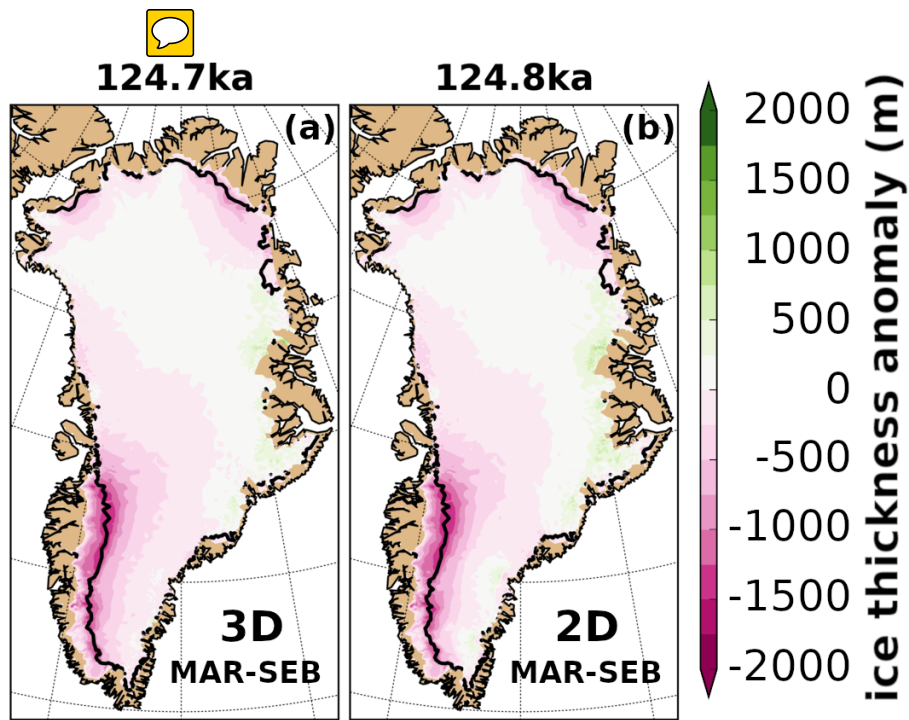 124.7ka
124.8ka
(a)
(b)
3D
MAR-SEB
2D
MAR-SEB
2000
1500
1000
500
0
-500
-1000
-1500
-2000
ice thickness anomaly (m)